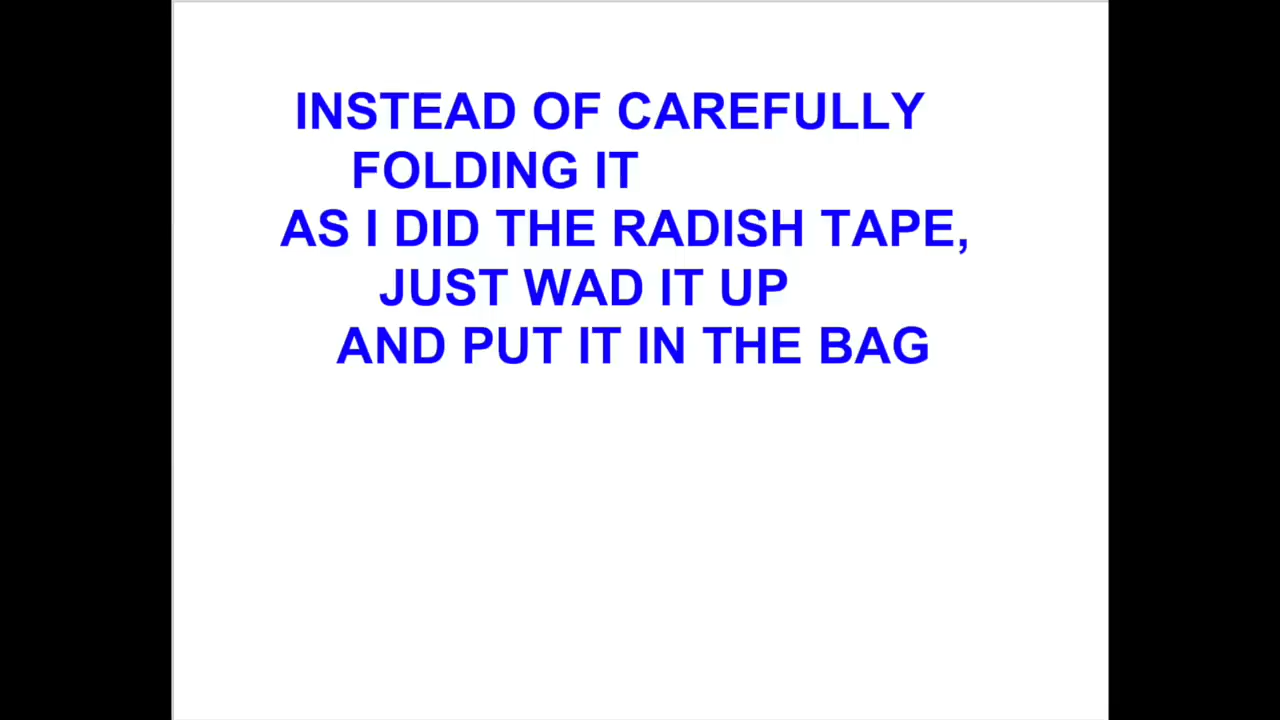 INSTEAD OF CAREFULLY
FOLDING IT
AS I DID THE RADISH TAPE,
JUST WAD IT UP
AND PUT IT IN THE BAG